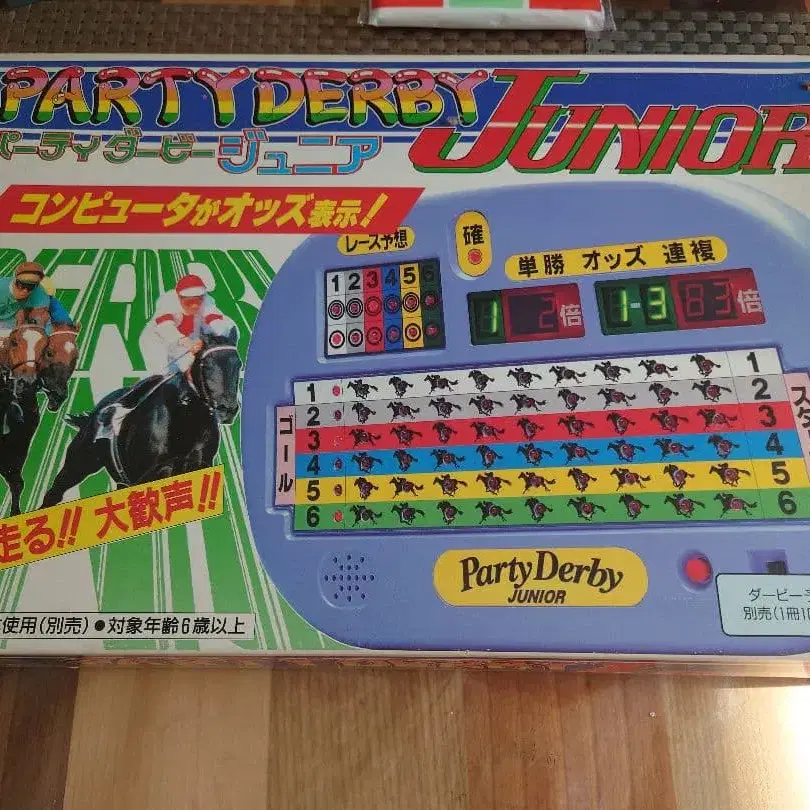 PARTY DERBY JUNIOR
パーティダービージュニア
コンピュータがオッズ表示!
レース予想
確
単勝 オッズ 連複
1 2 3 4 5 6
1 2倍 1-3 83倍
ゴール
1 1
2 2
3 3
4 4
5 5
6 6
走る!! 大歓声!!
Party Derby
JUNIOR
ダービー
別売(1冊
使用(別売) ●対象年齢6歳以上